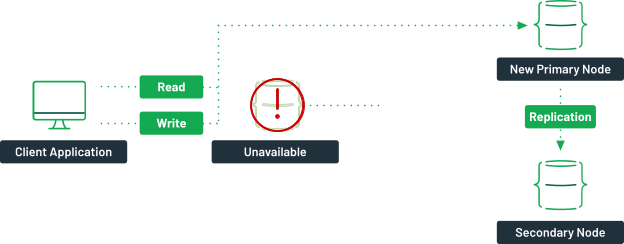 New Primary Node
Read
Write
Replication
Client Application
Unavailable
Secondary Node